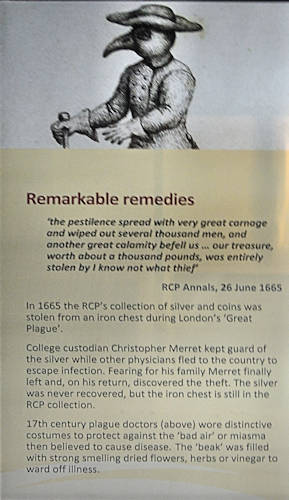 Remarkable remedies
'the pestilence spread with very great carnage
and wiped out several thousand men, and
another great calamity befell us ... our treasure,
worth about a thousand pounds, was entirely
stolen by I know not what thief'
RCP Annals, 26 June 1665
In 1665 the RCP's collection of silver and coins was
stolen from an iron chest during London's 'Great
Plague'.
College custodian Christopher Merret kept guard of
the silver while other physicians fled to the country to
escape infection. Fearing for his family Merret finally
left and, on his return, discovered the theft. The silver
was never recovered, but the iron chest is still in the
RCP collection.
17th century plague doctors (above) wore distinctive
costumes to protect against the 'bad air' or miasma
then believed to cause disease. The 'beak' was filled
with strong smelling dried flowers, herbs or vinegar to
ward off illness.